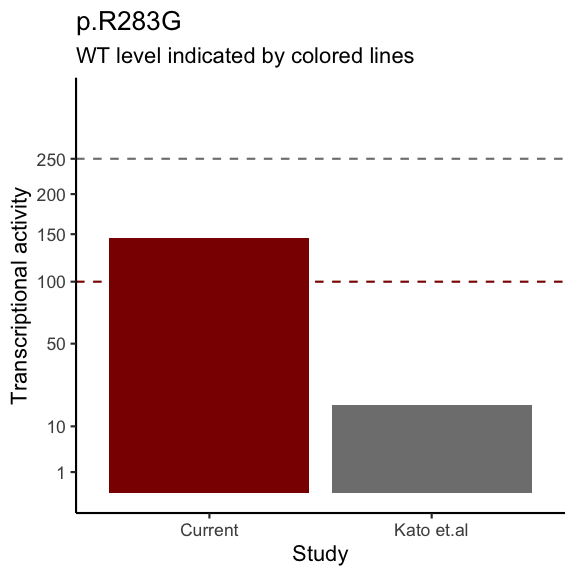 p.R283G
WT level indicated by colored lines
Transcriptional activity
250
200
150
100
50
10
1
Current
Kato et.al
Study